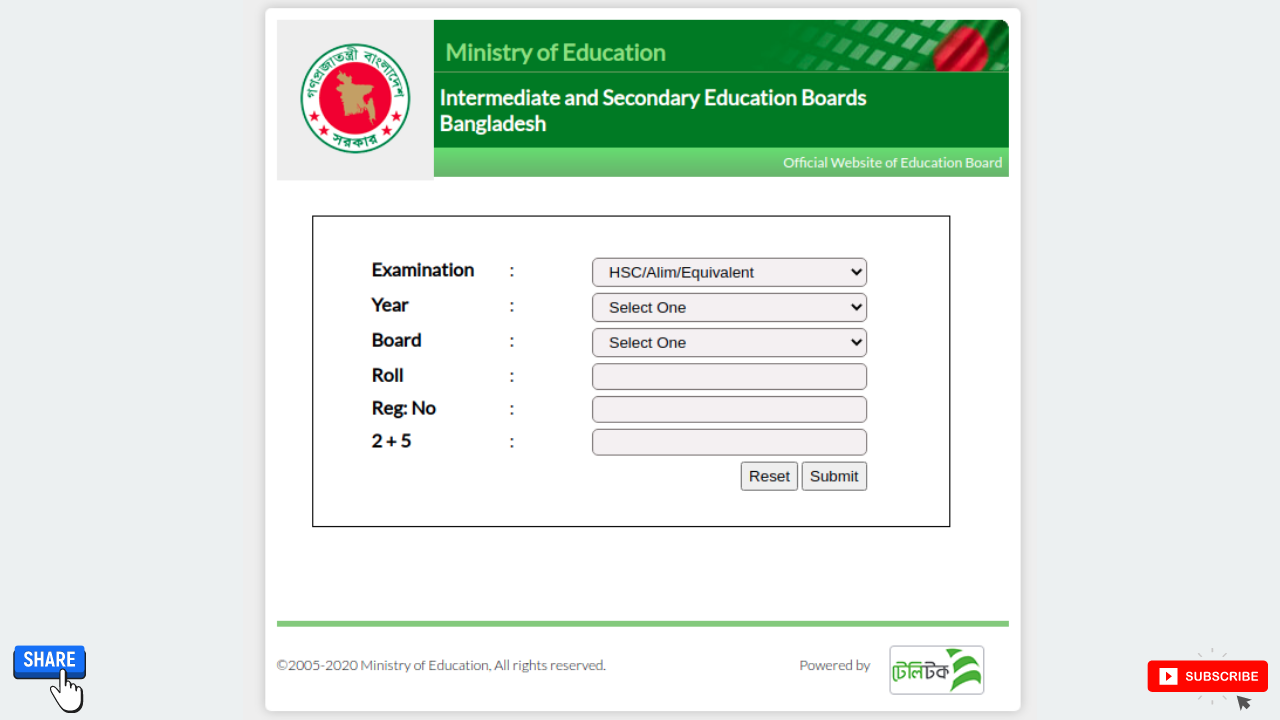 গণপ্রজাতন্ত্রী বাংলাদেশ
সরকার
Ministry of Education
Intermediate and Secondary Education Boards
Bangladesh
Official Website of Education Board
Examination : HSC/Alim/Equivalent
Year : Select One
Board : Select One
Roll :
Reg: No :
2 + 5 :
Reset Submit
©2005-2020 Ministry of Education, All rights reserved.
Powered by টেলিটক
SHARE
SUBSCRIBE